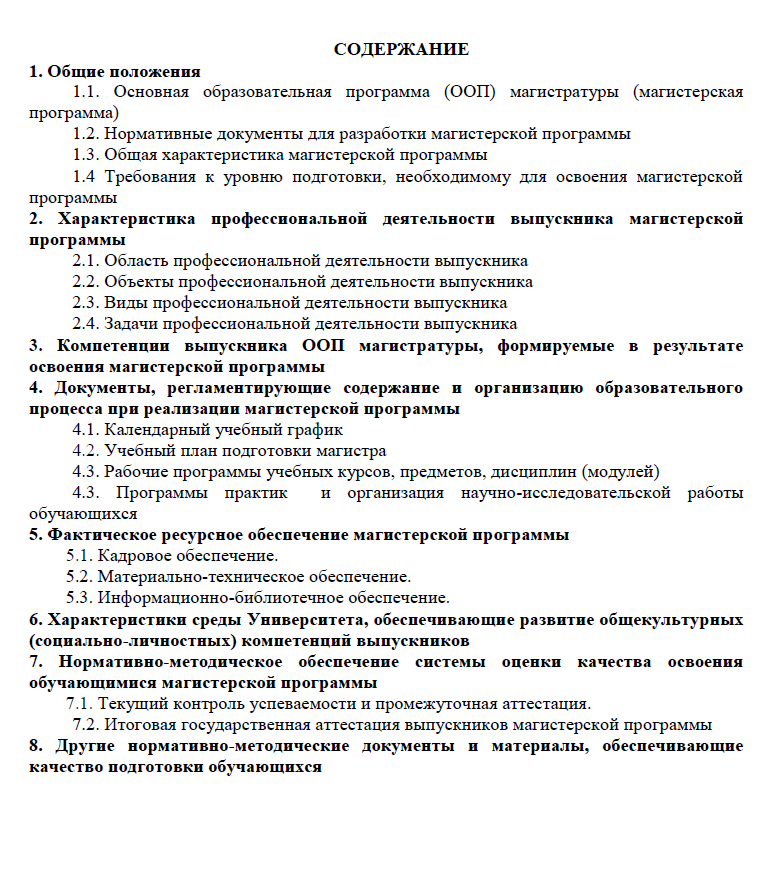 СОДЕРЖАНИЕ
1. Общие положения
1.1. Основная образовательная программа (ООП) магистратуры (магистерская
программа)
1.2. Нормативные документы для разработки магистерской программы
1.3. Общая характеристика магистерской программы
1.4 Требования к уровню подготовки, необходимому для освоения магистерской
программы
2. Характеристика профессиональной деятельности выпускника магистерской
программы
2.1. Область профессиональной деятельности выпускника
2.2. Объекты профессиональной деятельности выпускника
2.3. Виды профессиональной деятельности выпускника
2.4. Задачи профессиональной деятельности выпускника
3. Компетенции выпускника ООП магистратуры, формируемые в результате
освоения магистерской программы
4. Документы, регламентирующие содержание и организацию образовательного
процесса при реализации магистерской программы
4.1. Календарный учебный график
4.2. Учебный план подготовки магистра
4.3. Рабочие программы учебных курсов, предметов, дисциплин (модулей)
4.3. Программы практик и организация научно-исследовательской работы
обучающихся
5. Фактическое ресурсное обеспечение магистерской программы
5.1. Кадровое обеспечение.
5.2. Материально-техническое обеспечение.
5.3. Информационно-библиотечное обеспечение.
6. Характеристики среды Университета, обеспечивающие развитие общекультурных
(социально-личностных) компетенций выпускников
7. Нормативно-методическое обеспечение системы оценки качества освоения
обучающимися магистерской программы
7.1. Текущий контроль успеваемости и промежуточная аттестация.
7.2. Итоговая государственная аттестация выпускников магистерской программы
8. Другие нормативно-методические документы и материалы, обеспечивающие
качество подготовки обучающихся